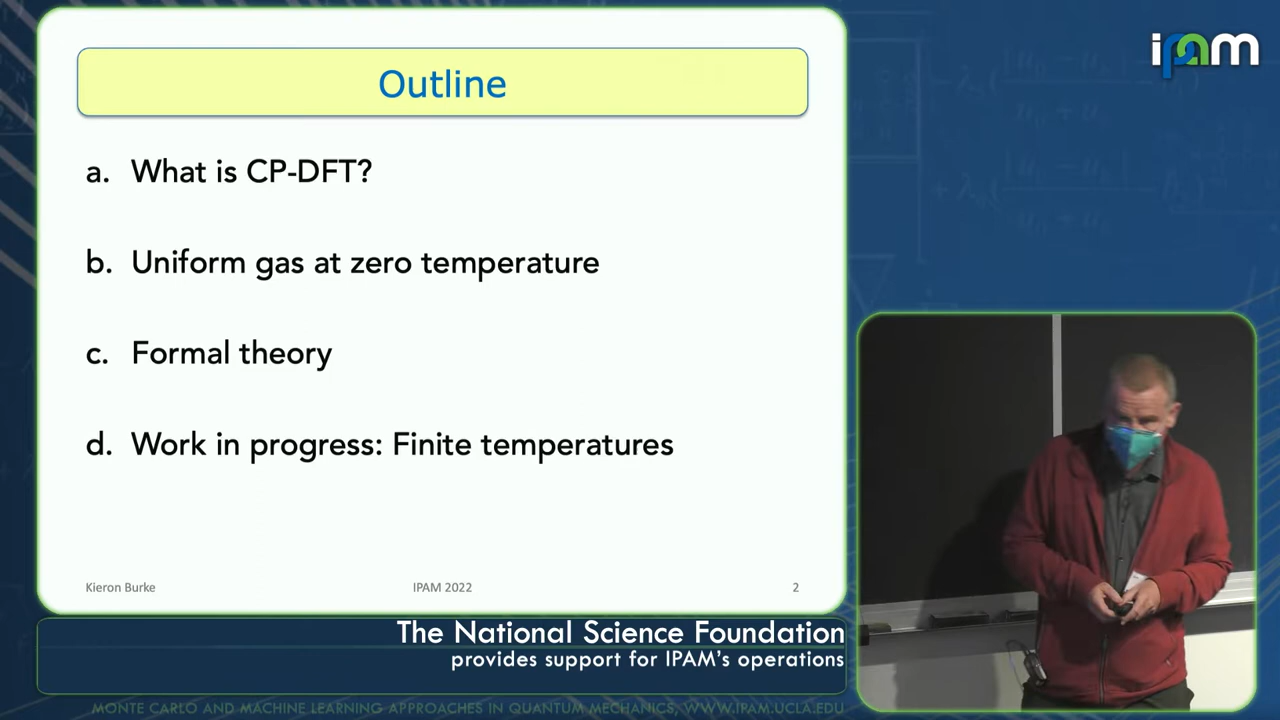 Outline
a. What is CP-DFT?
b. Uniform gas at zero temperature
c. Formal theory
d. Work in progress: Finite temperatures
Kieron Burke IPAM 2022 2
ipam
The National Science Foundation
provides support for IPAM's operations
MONTE CARLO AND MACHINE LEARNING APPROACHES IN QUANTUM MECHANICS, WWW.IPAM.UCLA.EDU